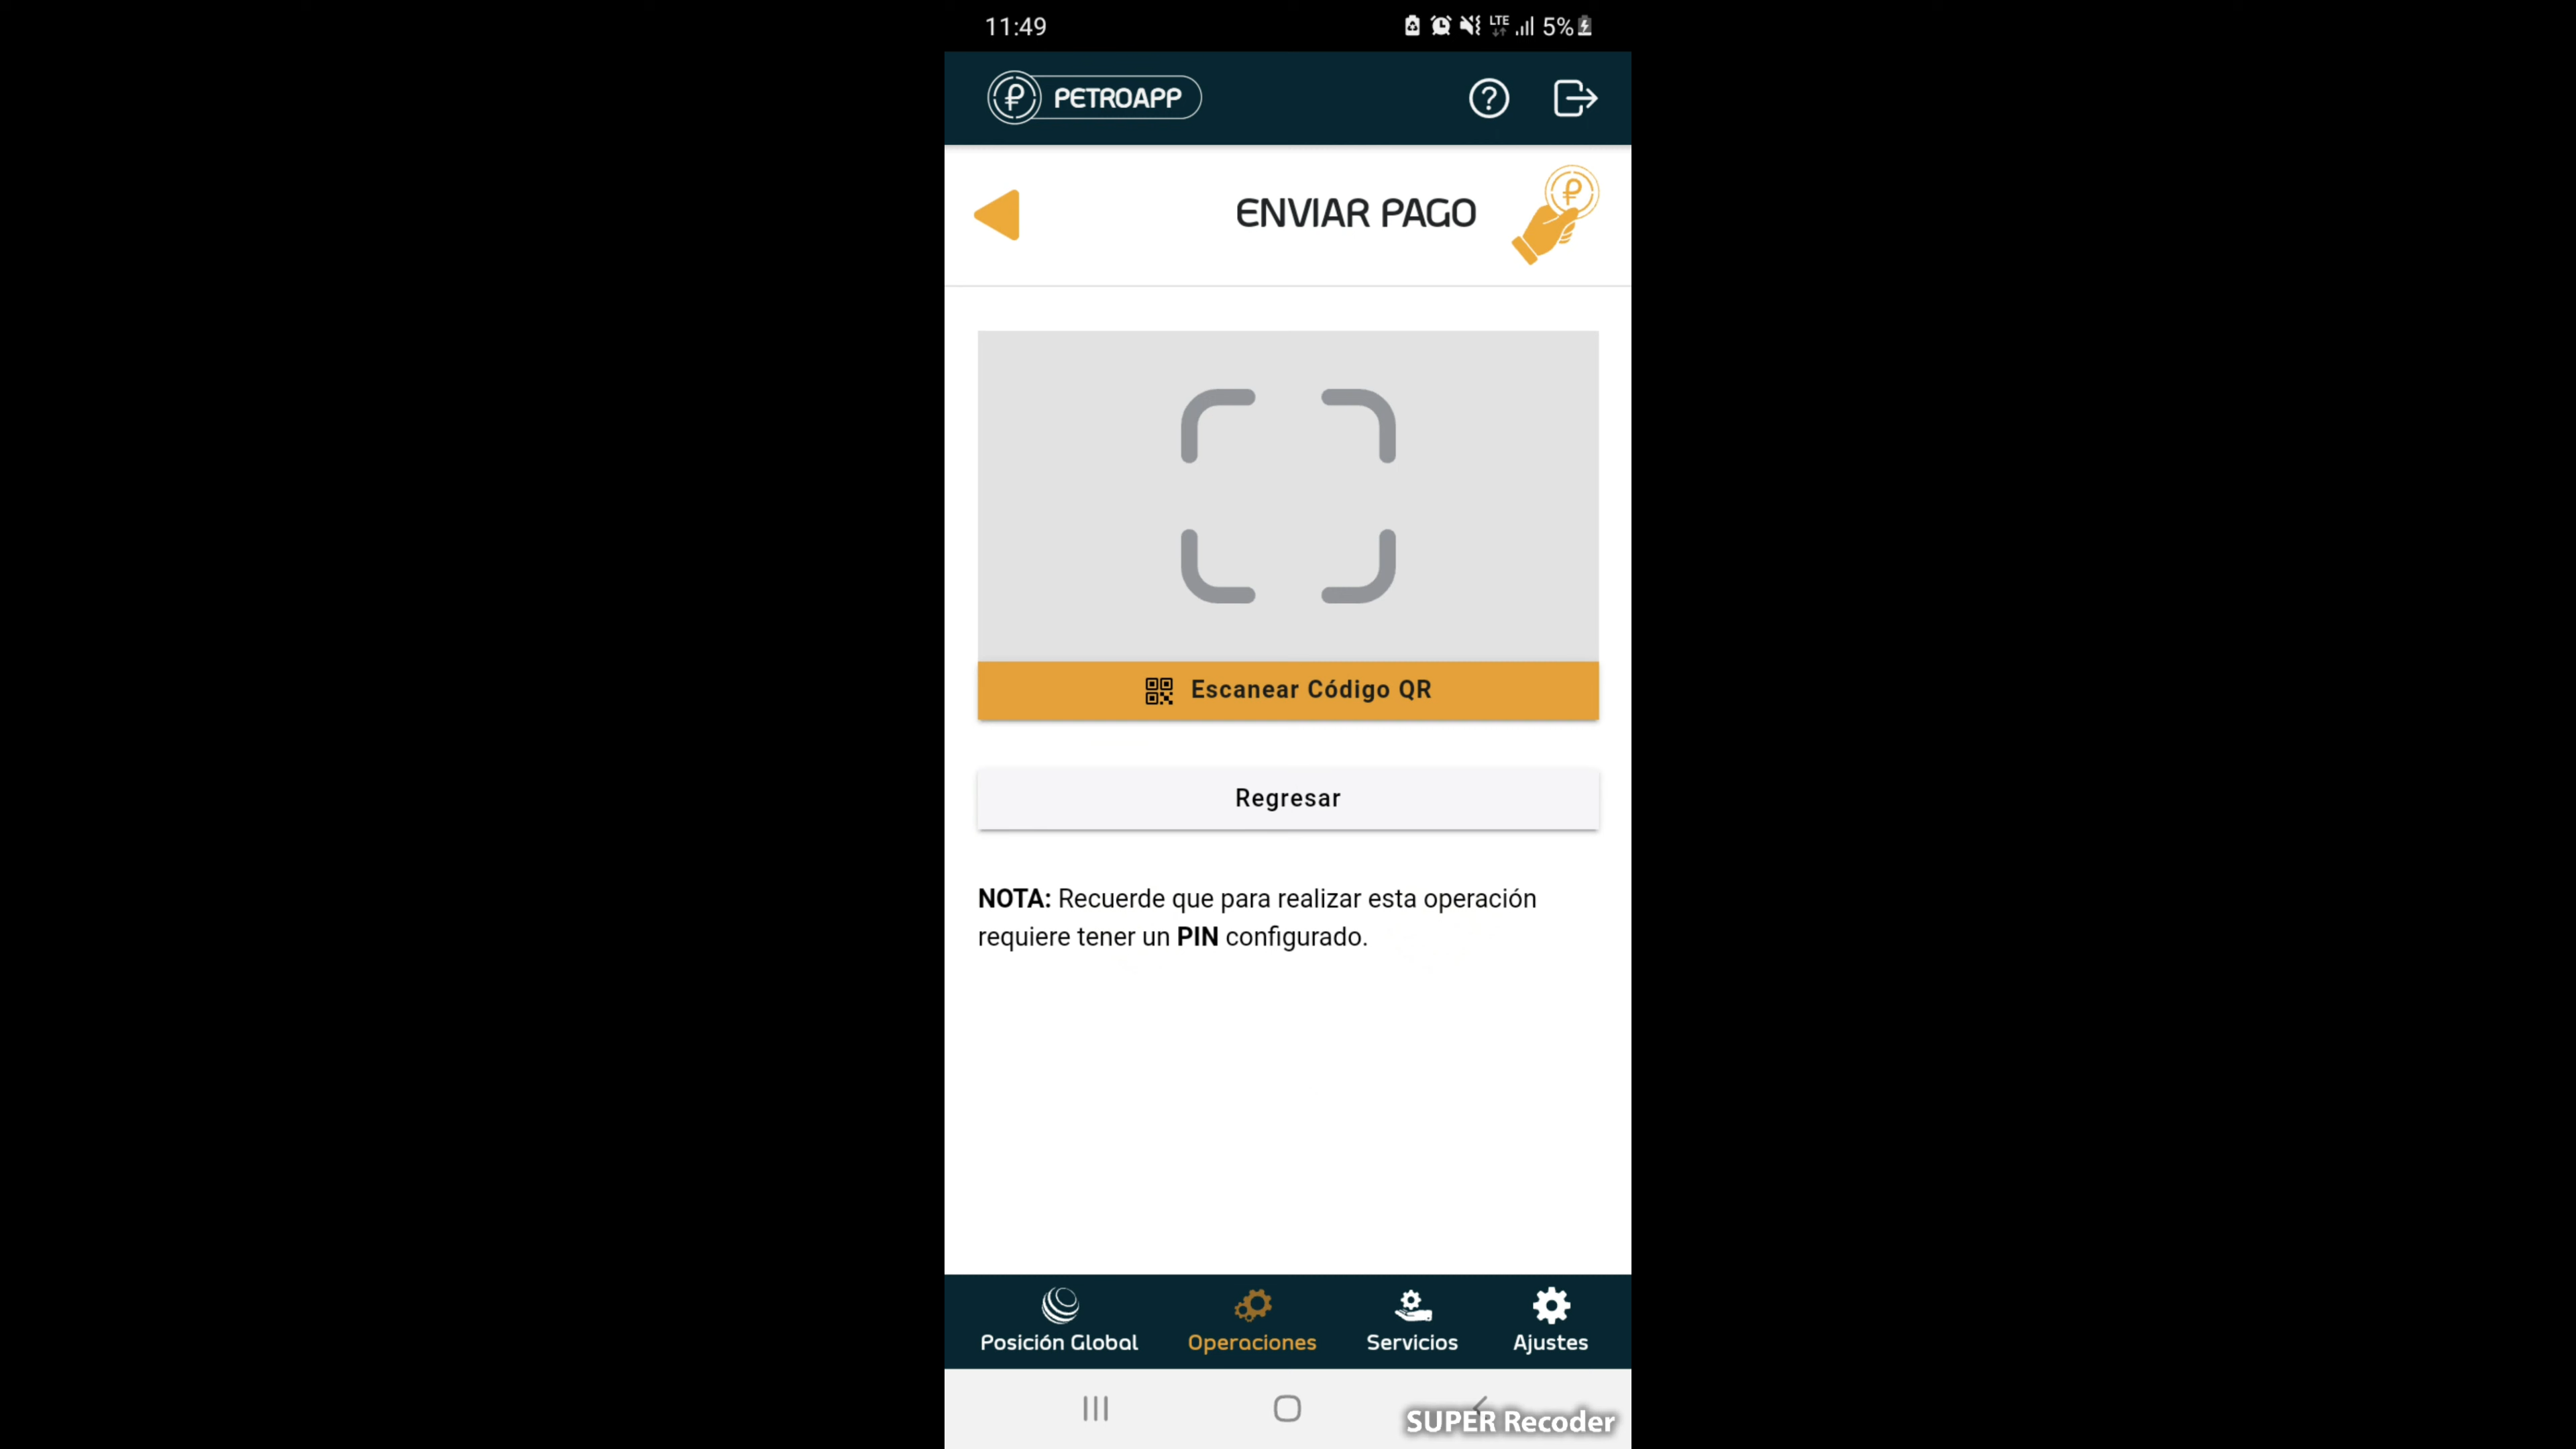 11:49
LTE
5%
PETROAPP
ENVIAR PAGO
Escanear Código QR
Regresar
NOTA: Recuerde que para realizar esta operación
requiere tener un PIN configurado.
Posición Global
Operaciones
Servicios
Ajustes
SUPER Recoder